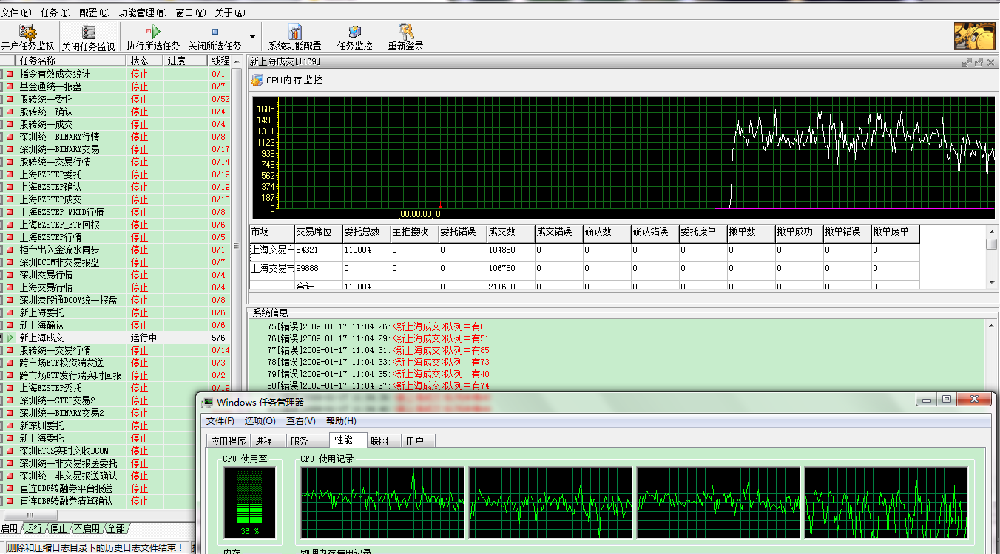 文件(F) 任务(T) 配置(C) 功能管理(M) 窗口(W) 关于(A)
开启任务监视 关闭任务监视 执行所选任务 关闭所选任务 系统功能配置 任务监控 重新登录
任务名称 状态 进度 线程
指令有效成交统计 停止 0/1
基金通统一报盘 停止 0/7
股转统一委托 停止 0/52
股转统一确认 停止 0/4
股转统一成交 停止 0/4
深圳统一BINARY行情 停止 0/8
深圳统一BINARY交易 停止 0/17
股转统一交易行情 停止 0/14
上海EZSTEP委托 停止 0/19
上海EZSTEP确认 停止 0/19
上海EZSTEP成交 停止 0/15
上海EZSTEP_MKTD行情 停止 0/8
上海EZSTEP_ETF回报 停止 0/6
上海EZSTEP行情 停止 0/5
柜台出入金流水同步 停止 0/1
深圳DCOM非交易报盘 停止 0/7
深圳交易行情 停止 0/4
上海交易行情 停止 0/4
深圳港股通DCOM统一报盘 停止 0/8
新上海委托 停止 0/6
新上海确认 停止 0/6
新上海成交 运行中 5/6
股转统一交易行情 停止 0/14
跨市场ETF投资端发送 停止 0/3
跨市场ETF发行端实时回报 停止 0/2
上海EZSTEP委托 停止 0/19
深圳统一STEP交易2 停止
深圳统一BINARY交易2 停止
新深圳委托 停止
新上海委托 停止
深圳RTGS实时交收DCOM 停止
深圳统一非交易报送委托 停止
深圳统一非交易报送确认 停止
直连DBF转融券平台报送 停止
直连DBF转融券清算确认 停止
启用 运行 停止 不启用 全部
删除和压缩日志目录下的历史日志文件结束！
新上海成交[1169]
CPU内存监控
1685
1498
1311
1123
936
749
562
374
187
0
[00:00:00] 0
市场 交易席位 委托总数 主推接收 委托错误 成交数 成交错误 确认数 确认错误 委托废单 撤单数 撤单成功 撤单错误 撤单废单
上海交易市 54321 110004 0 0 104850 0 0 0 0 0 0 0 0
上海交易市 99888 0 0 0 106750 0 0 0 0 0 0 0 0
合计 110004 0 0 211600 0 0 0 0 0 0 0 0
系统信息
75[错误]2009-01-17 11:04:26:<新上海成交>队列中有0
76[错误]2009-01-17 11:04:29:<新上海成交>队列中有51
77[错误]2009-01-17 11:04:31:<新上海成交>队列中有85
78[错误]2009-01-17 11:04:33:<新上海成交>队列中有73
79[错误]2009-01-17 11:04:35:<新上海成交>队列中有40
80[错误]2009-01-17 11:04:37:<新上海成交>队列中有74
Windows 任务管理器
文件(F) 选项(O) 查看(V) 帮助(H)
应用程序 进程 服务 性能 联网 用户
CPU 使用率 CPU 使用记录
36 %
内存 物理内存使用记录